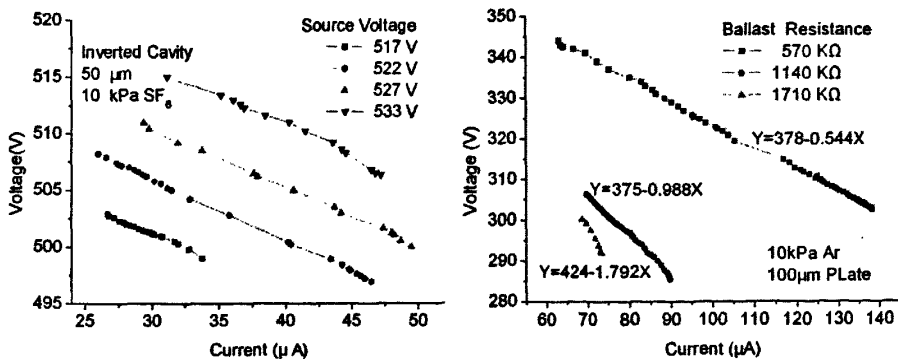 Source Voltage
517 V
522 V
527 V
533 V
Inverted Cavity
50 μm
10 kPa SF6
520
515
510
505
500
495
Voltage(V)
25 30 35 40 45 50
Current (μ A)
Ballast Resistance
570 KΩ
1140 KΩ
1710 KΩ
350
340
330
320
310
300
290
280
Voltage (V)
Y=378-0.544X
Y=375-0.988X
Y=424-1.792X
10kPa Ar
100μm PLate
60 70 80 90 100 110 120 130 140
Current (μA)